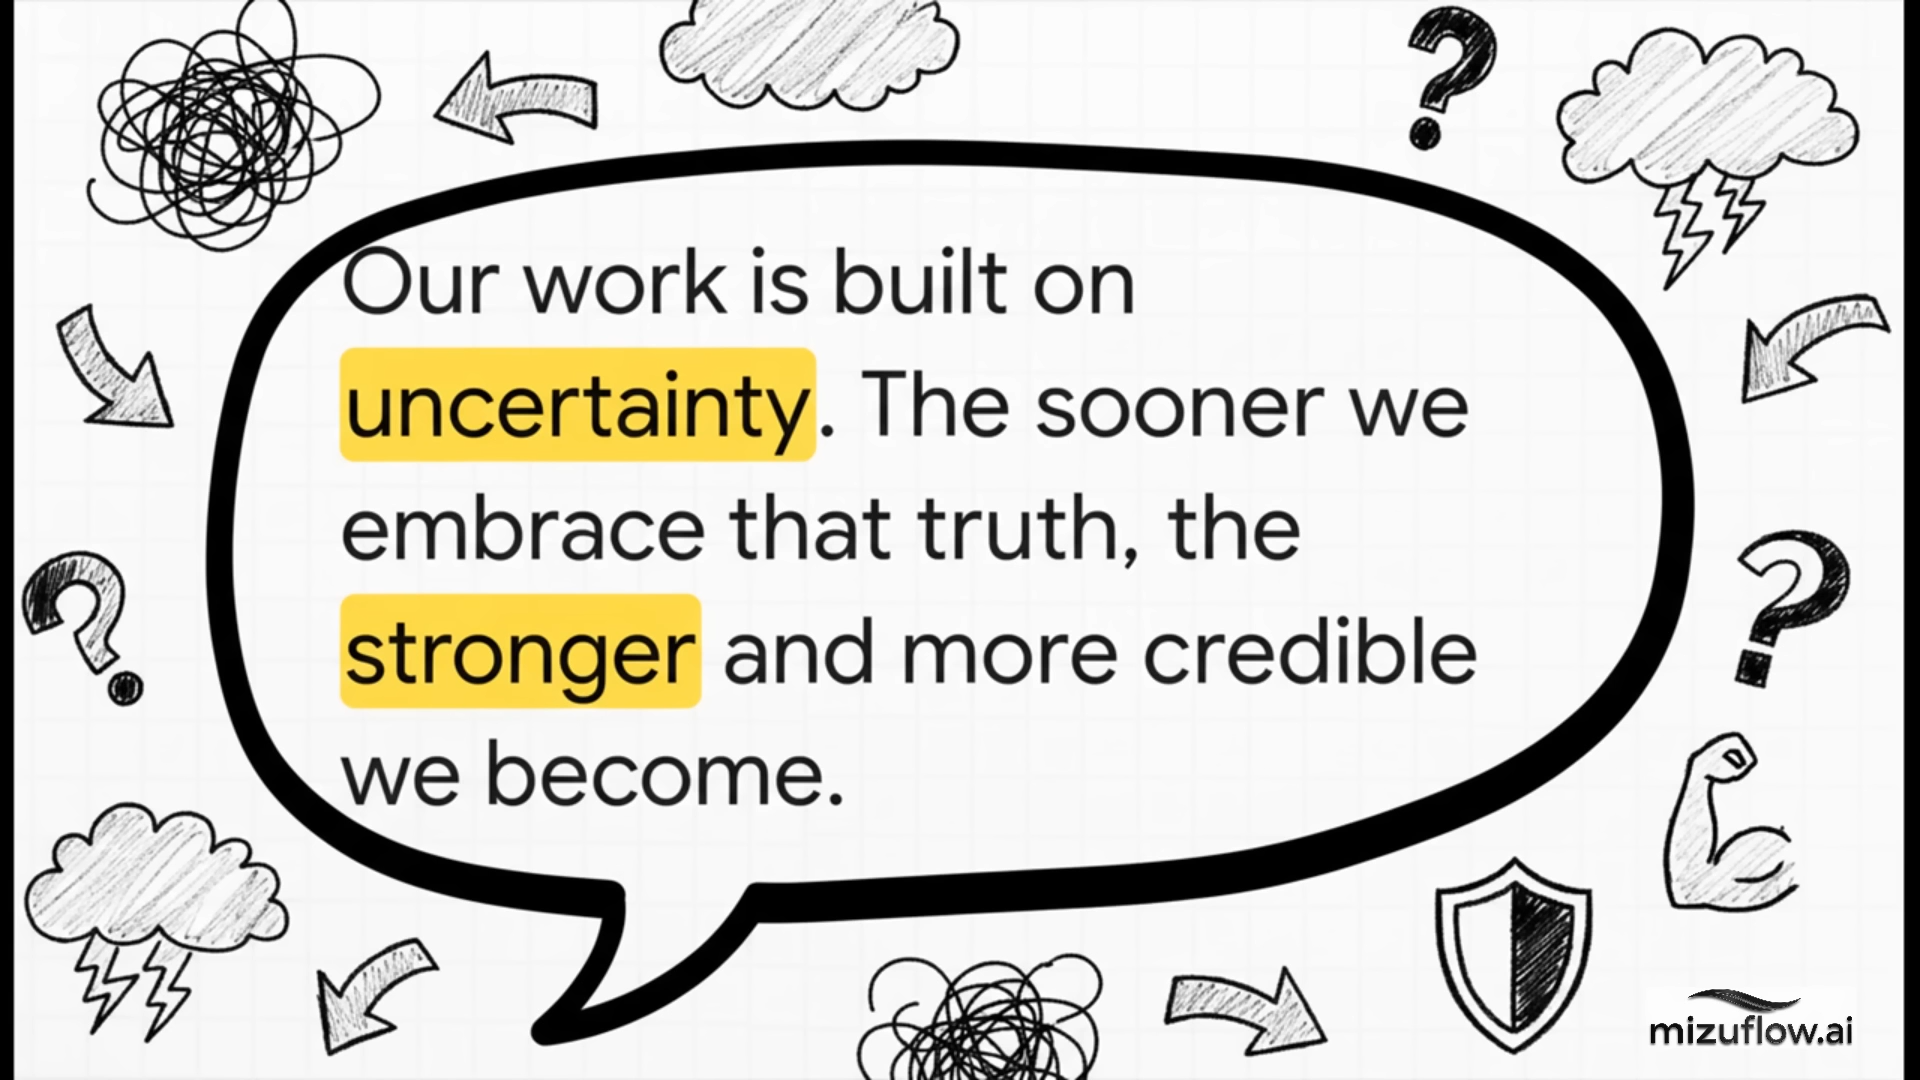 Our work is built on
uncertainty. The sooner we
embrace that truth, the
stronger and more credible
we become.
mizuflow.ai